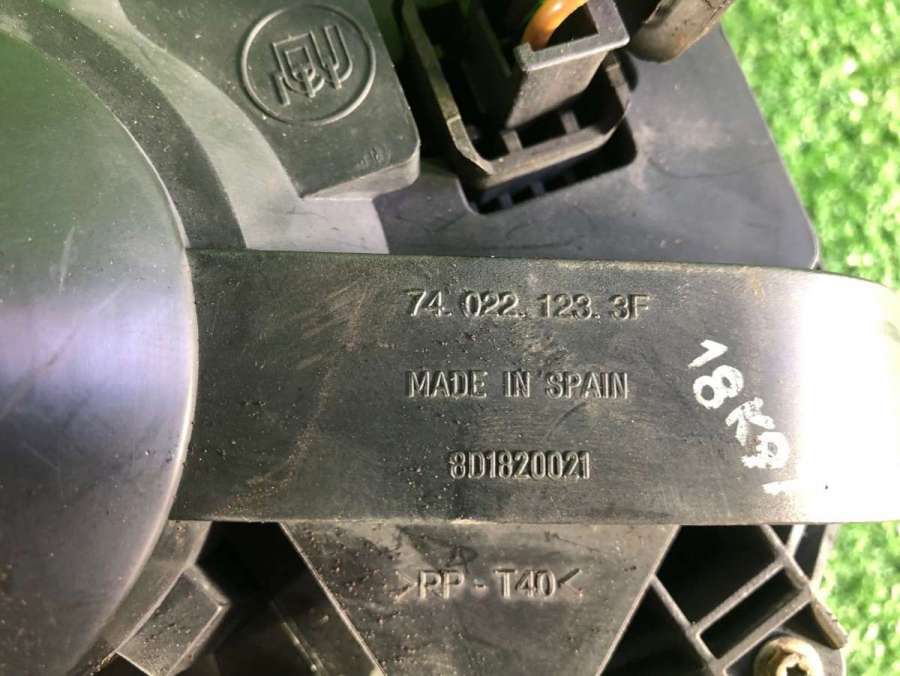 74. 022. 123. 3F
MADE IN SPAIN
8D1820021
>PP-T40<